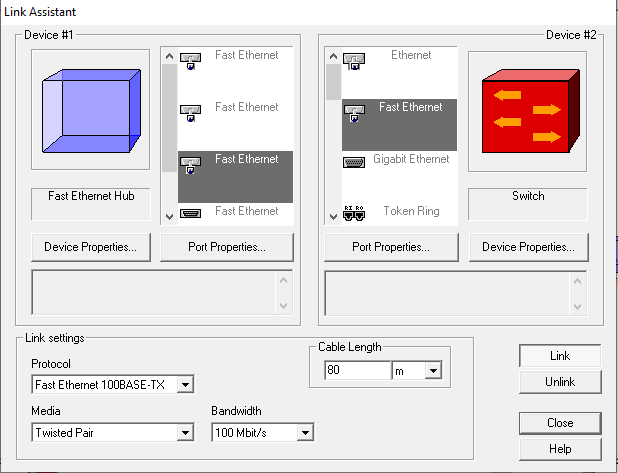 Link Assistant
Device #1
Fast Ethernet
Fast Ethernet
Fast Ethernet
Fast Ethernet
Fast Ethernet Hub
Device Properties...
Port Properties...
Device #2
Ethernet
Fast Ethernet
Gigabit Ethernet
RI RO
Token Ring
Switch
Port Properties...
Device Properties...
Link settings
Protocol
Fast Ethernet 100BASE-TX
Cable Length
80
m
Media
Twisted Pair
Bandwidth
100 Mbit/s
Link
Unlink
Close
Help